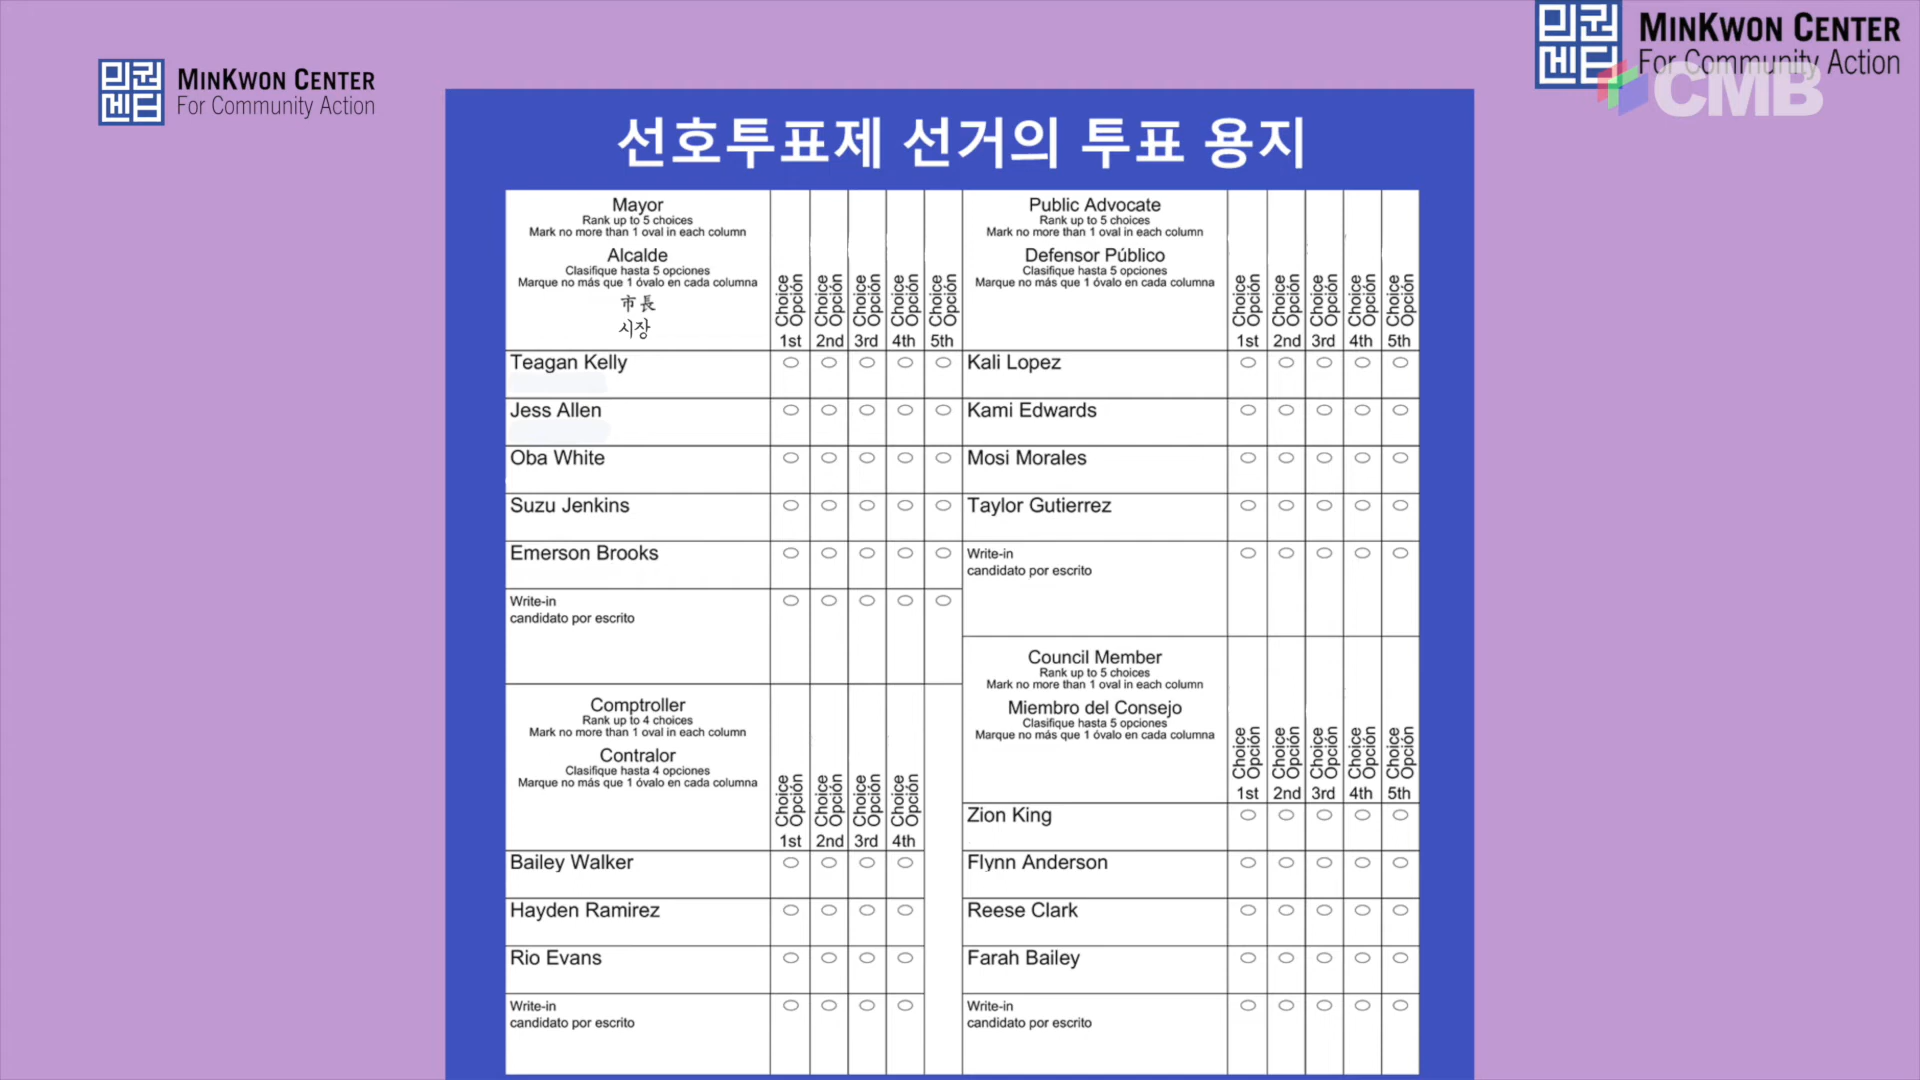 민권센터
MINKWON CENTER
For Community Action
민권센터
MINKWON CENTER
For Community Action
CMB
선호투표제 선거의 투표 용지
Mayor
Rank up to 5 choices
Mark no more than 1 oval in each column
Alcalde
Clasifique hasta 5 opciones
Marque no más que 1 óvalo en cada columna
市長
시장
Choice Opción 1st
Choice Opción 2nd
Choice Opción 3rd
Choice Opción 4th
Choice Opción 5th
Teagan Kelly
Jess Allen
Oba White
Suzu Jenkins
Emerson Brooks
Write-in
candidato por escrito
Comptroller
Rank up to 4 choices
Mark no more than 1 oval in each column
Contralor
Clasifique hasta 4 opciones
Marque no más que 1 óvalo en cada columna
Choice Opción 1st
Choice Opción 2nd
Choice Opción 3rd
Choice Opción 4th
Bailey Walker
Hayden Ramirez
Rio Evans
Write-in
candidato por escrito
Public Advocate
Rank up to 5 choices
Mark no more than 1 oval in each column
Defensor Público
Clasifique hasta 5 opciones
Marque no más que 1 óvalo en cada columna
Choice Opción 1st
Choice Opción 2nd
Choice Opción 3rd
Choice Opción 4th
Choice Opción 5th
Kali Lopez
Kami Edwards
Mosi Morales
Taylor Gutierrez
Write-in
candidato por escrito
Council Member
Rank up to 5 choices
Mark no more than 1 oval in each column
Miembro del Consejo
Clasifique hasta 5 opciones
Marque no más que 1 óvalo en cada columna
Choice Opción 1st
Choice Opción 2nd
Choice Opción 3rd
Choice Opción 4th
Choice Opción 5th
Zion King
Flynn Anderson
Reese Clark
Farah Bailey
Write-in
candidato por escrito